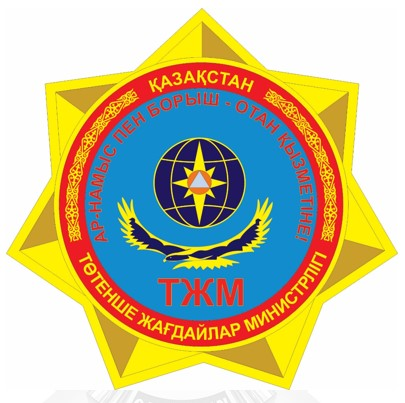 ҚАЗАҚСТАН
АР-НАМЫС ПЕН БОРЫШ - ОТАН ҚЫЗМЕТІНЕ!
ТЖМ
ТӨТЕНШЕ ЖАҒДАЙЛАР МИНИСТРЛІГІ